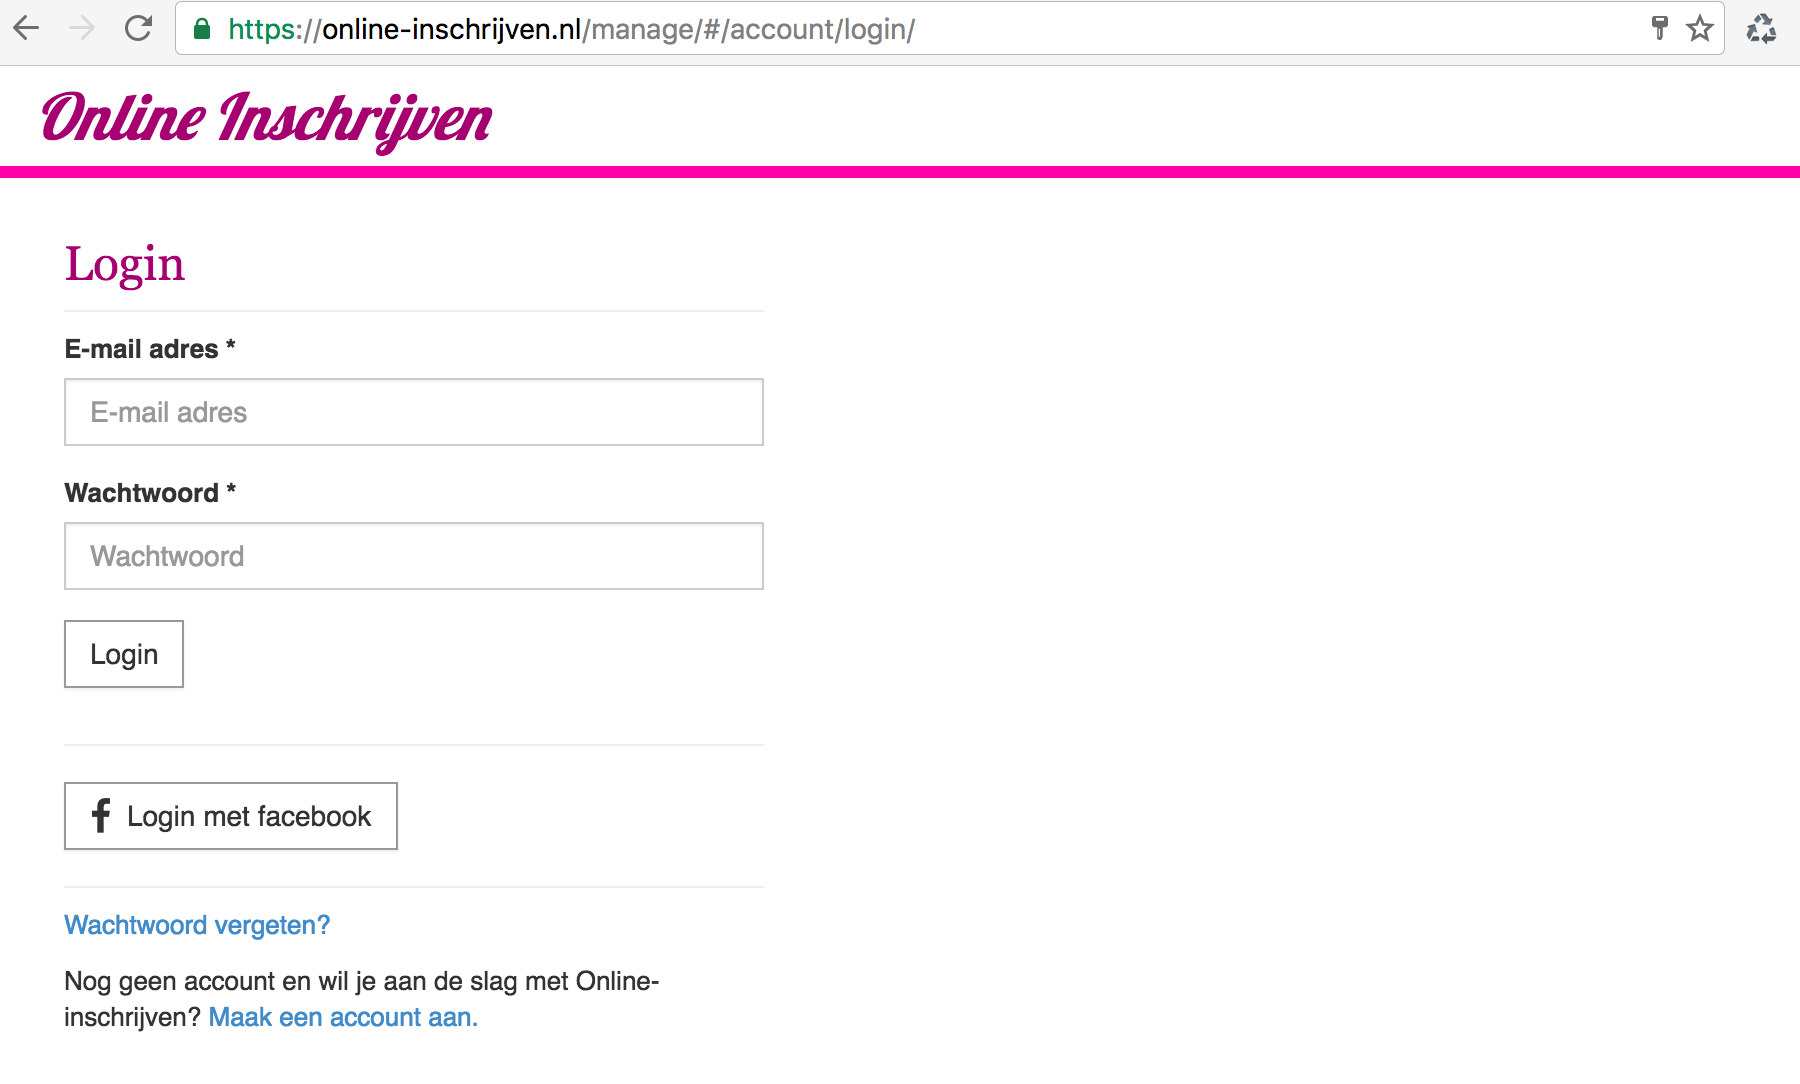 https://online-inschrijven.nl/manage/#/account/login/
Online Inschrijven
Login
E-mail adres *
E-mail adres
Wachtwoord *
Wachtwoord
Login
Login met facebook
Wachtwoord vergeten?
Nog geen account en wil je aan de slag met Online-
inschrijven? Maak een account aan.